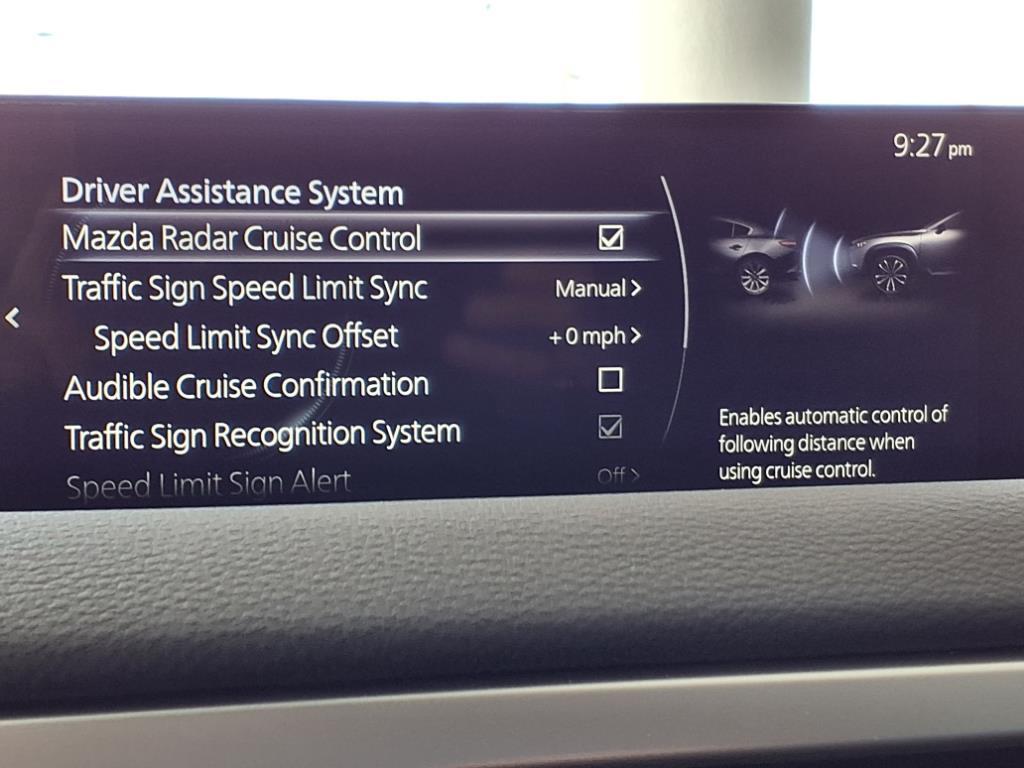 9:27 pm
Driver Assistance System
Mazda Radar Cruise Control
Traffic Sign Speed Limit Sync Manual >
Speed Limit Sync Offset + 0 mph >
Audible Cruise Confirmation
Traffic Sign Recognition System
Speed Limit Sign Alert Off >
Enables automatic control of
following distance when
using cruise control.